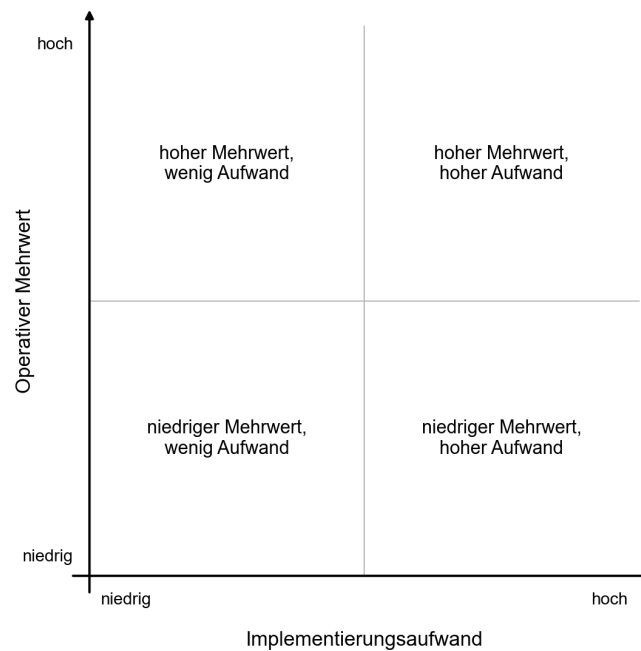 hoch
hoher Mehrwert,
wenig Aufwand
hoher Mehrwert,
hoher Aufwand
Operativer Mehrwert
niedriger Mehrwert,
wenig Aufwand
niedriger Mehrwert,
hoher Aufwand
niedrig
niedrig
hoch
Implementierungsaufwand